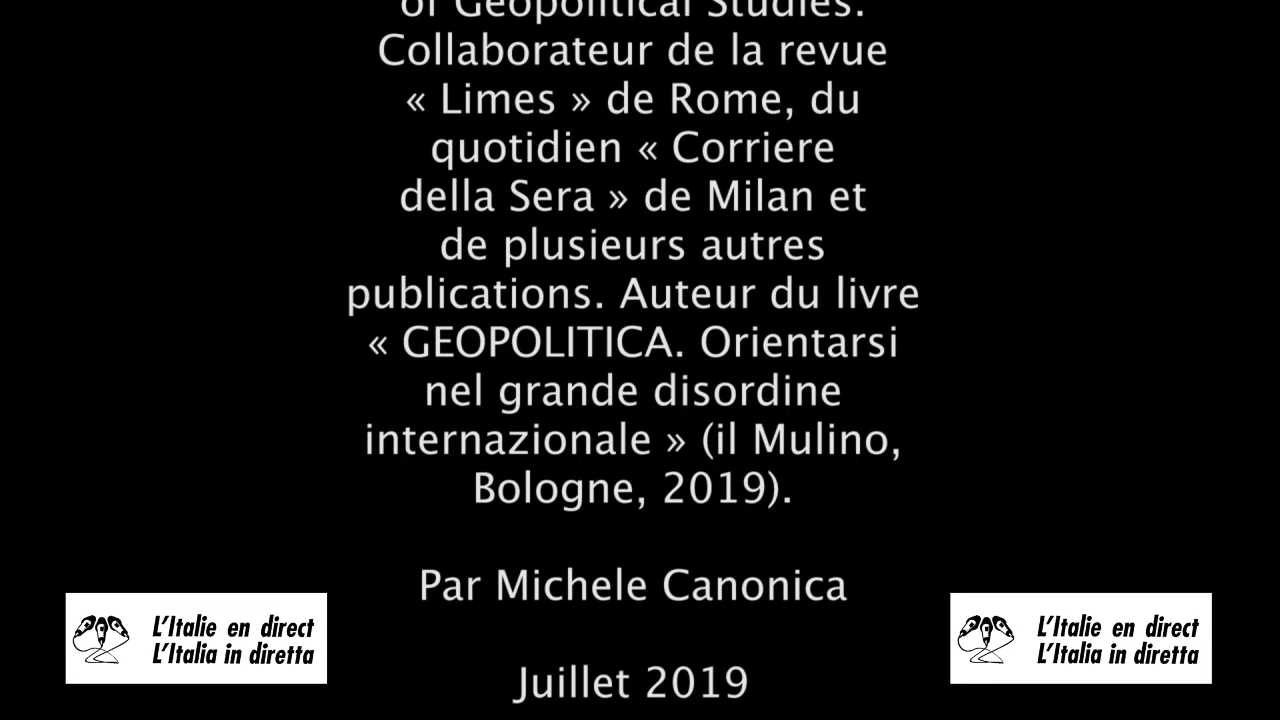 of Geopolitical Studies.
Collaborateur de la revue
« Limes » de Rome, du
quotidien « Corriere
della Sera » de Milan et
de plusieurs autres
publications. Auteur du livre
« GEOPOLITICA. Orientarsi
nel grande disordine
internazionale » (il Mulino,
Bologne, 2019).
Par Michele Canonica
Juillet 2019
L'Italie en direct
L'Italia in diretta
L'Italie en direct
L'Italia in diretta